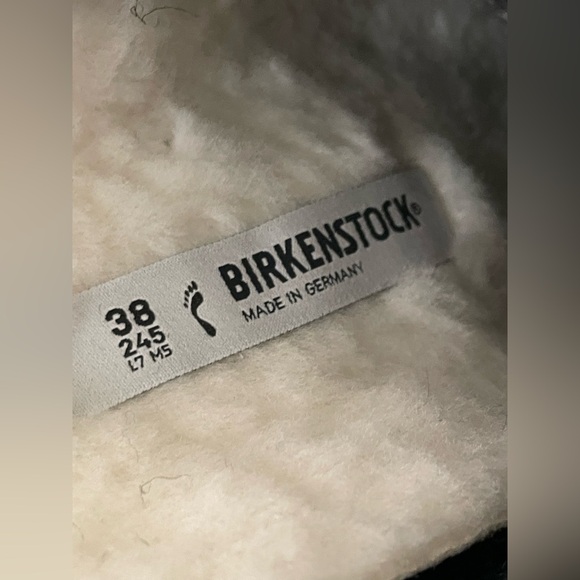 38
245
L7 M5
BIRKENSTOCK®
MADE IN GERMANY